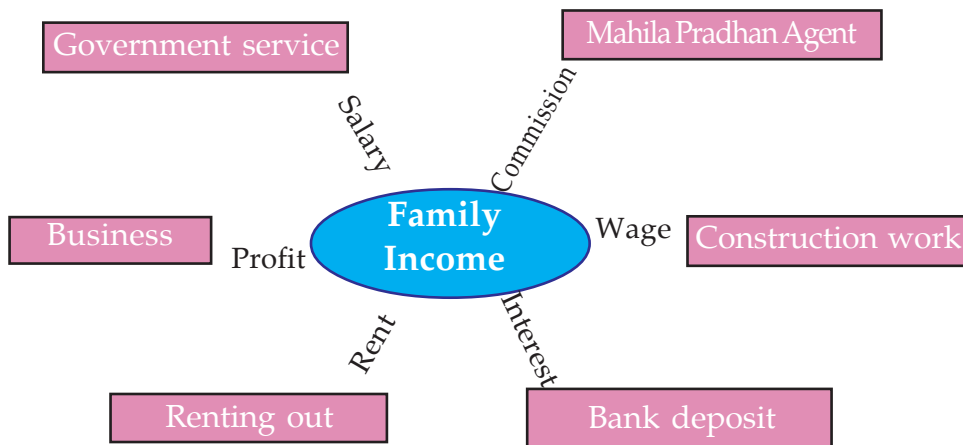 Government service
Mahila Pradhan Agent
Salary
Commission
Family
Income
Business
Profit
Wage
Construction work
Rent
Interest
Renting out
Bank deposit